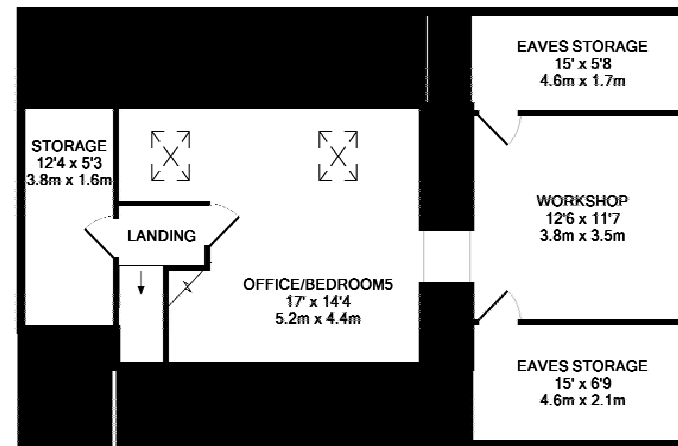 EAVES STORAGE
15' x 5'8
4.6m x 1.7m
STORAGE
12'4 x 5'3
3.8m x 1.6m
WORKSHOP
12'6 x 11'7
3.8m x 3.5m
LANDING
OFFICE/BEDROOM5
17' x 14'4
5.2m x 4.4m
EAVES STORAGE
15' x 6'9
4.6m x 2.1m